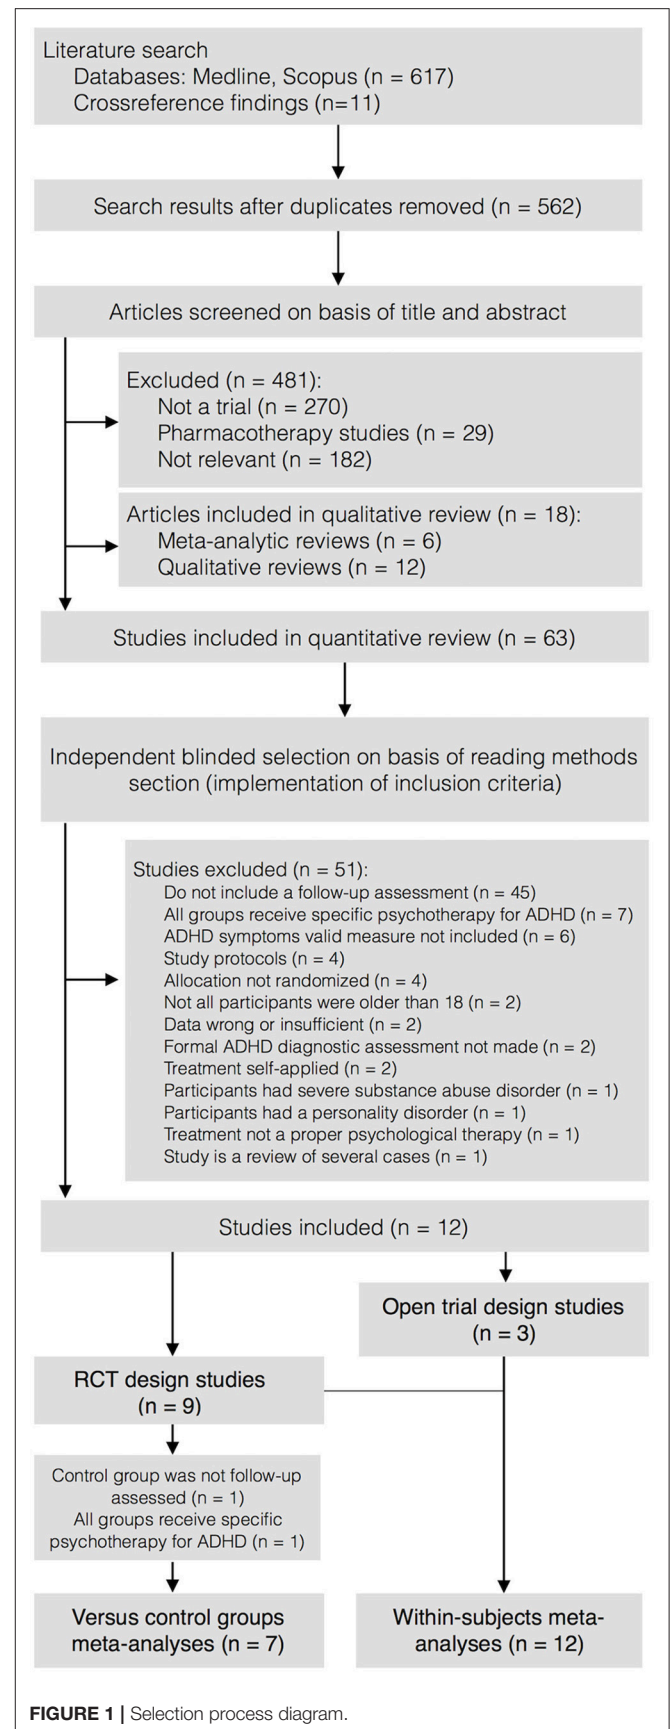 Literature search
Databases: Medline, Scopus (n = 617)
Crossreference findings (n=11)
Search results after duplicates removed (n = 562)
Articles screened on basis of title and abstract
Excluded (n = 481):
Not a trial (n = 270)
Pharmacotherapy studies (n = 29)
Not relevant (n = 182)
Articles included in qualitative review (n = 18):
Meta-analytic reviews (n = 6)
Qualitative reviews (n = 12)
Studies included in quantitative review (n = 63)
Independent blinded selection on basis of reading methods
section (implementation of inclusion criteria)
Studies excluded (n = 51):
Do not include a follow-up assessment (n = 45)
All groups receive specific psychotherapy for ADHD (n = 7)
ADHD symptoms valid measure not included (n = 6)
Study protocols (n = 4)
Allocation not randomized (n = 4)
Not all participants were older than 18 (n = 2)
Data wrong or insufficient (n = 2)
Formal ADHD diagnostic assessment not made (n = 2)
Treatment self-applied (n = 2)
Participants had severe substance abuse disorder (n = 1)
Participants had a personality disorder (n = 1)
Treatment not a proper psychological therapy (n = 1)
Study is a review of several cases (n = 1)
Studies included (n = 12)
Open trial design studies
(n = 3)
RCT design studies
(n = 9)
Control group was not follow-up
assessed (n = 1)
All groups receive specific
psychotherapy for ADHD (n = 1)
Versus control groups
meta-analyses (n = 7)
Within-subjects meta-
analyses (n = 12)
FIGURE 1 | Selection process diagram.